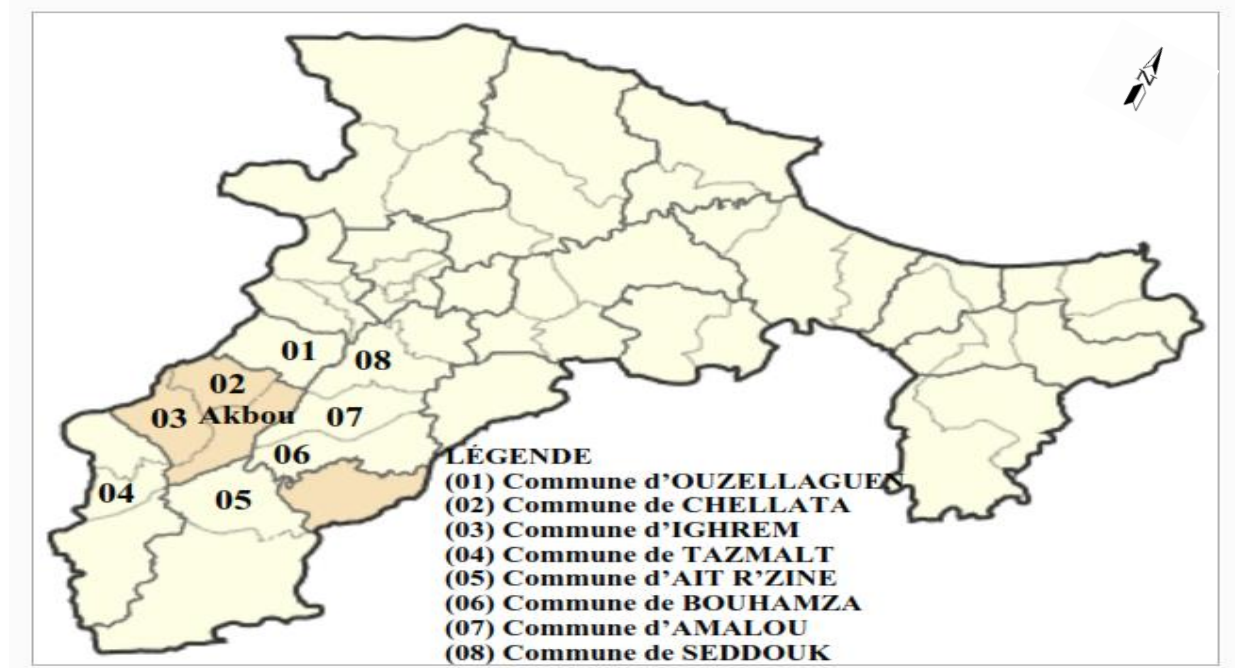 N
01
08
02
03 Akbou 07
06
04
05
LÉGENDE
(01) Commune d’OUZELLAGUEN
(02) Commune de CHELLATA
(03) Commune d’IGHREM
(04) Commune de TAZMALT
(05) Commune d’AIT R’ZINE
(06) Commune de BOUHAMZA
(07) Commune d’AMALOU
(08) Commune de SEDDOUK